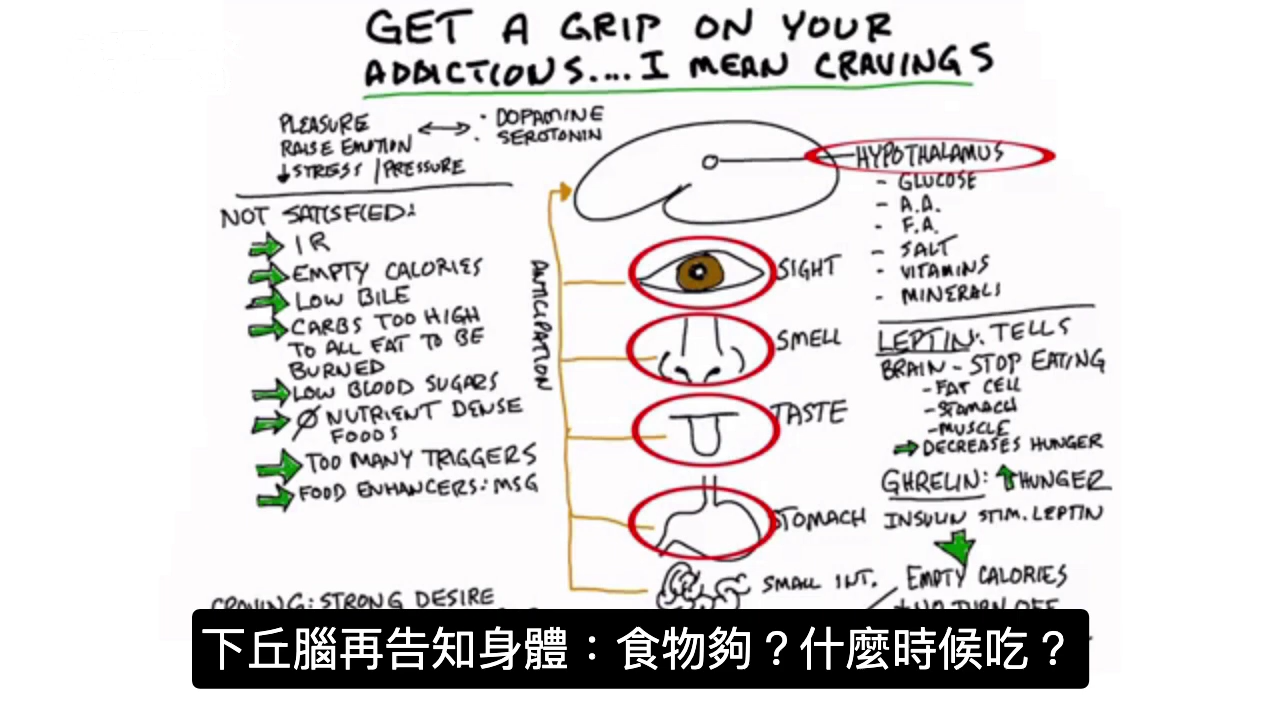 GET A GRIP ON YOUR
ADDICTIONS....I MEAN CRAVINGS
PLEASURE
RAISE EMOTION
↓STRESS / PRESSURE
· DOPAMINE
· SEROTONIN
NOT SATISFIED:
IR
EMPTY CALORIES
LOW BILE
CARBS TOO HIGH
TO ALL FAT TO BE
BURNED
LOW BLOOD SUGARS
Ø NUTRIENT DENSE
FOODS
TOO MANY TRIGGERS
FOOD ENHANCERS: MSG
CRAVING: STRONG DESIRE
ANTICIPATION
SIGHT
SMELL
TASTE
STOMACH
SMALL INT.
HYPOTHALAMUS
- GLUCOSE
- A.A.
- F.A.
- SALT
- VITAMINS
- MINERALS
LEPTIN: TELLS
BRAIN - STOP EATING
- FAT CELL
- STOMACH
- MUSCLE
DECREASES HUNGER
GHRELIN: ↑HUNGER
INSULIN STIM. LEPTIN
EMPTY CALORIES
NO TURN OFF
下丘腦再告知身體：食物夠？什麼時候吃？